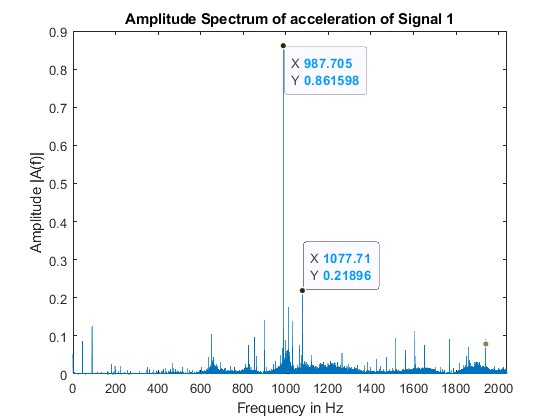 Amplitude Spectrum of acceleration of Signal 1
0.9
X 987.705
Y 0.861598
0.8
0.7
0.6
0.5
Amplitude |A(f)|
0.4
X 1077.71
Y 0.21896
0.3
0.2
0.1
0
0 200 400 600 800 1000 1200 1400 1600 1800 2000
Frequency in Hz